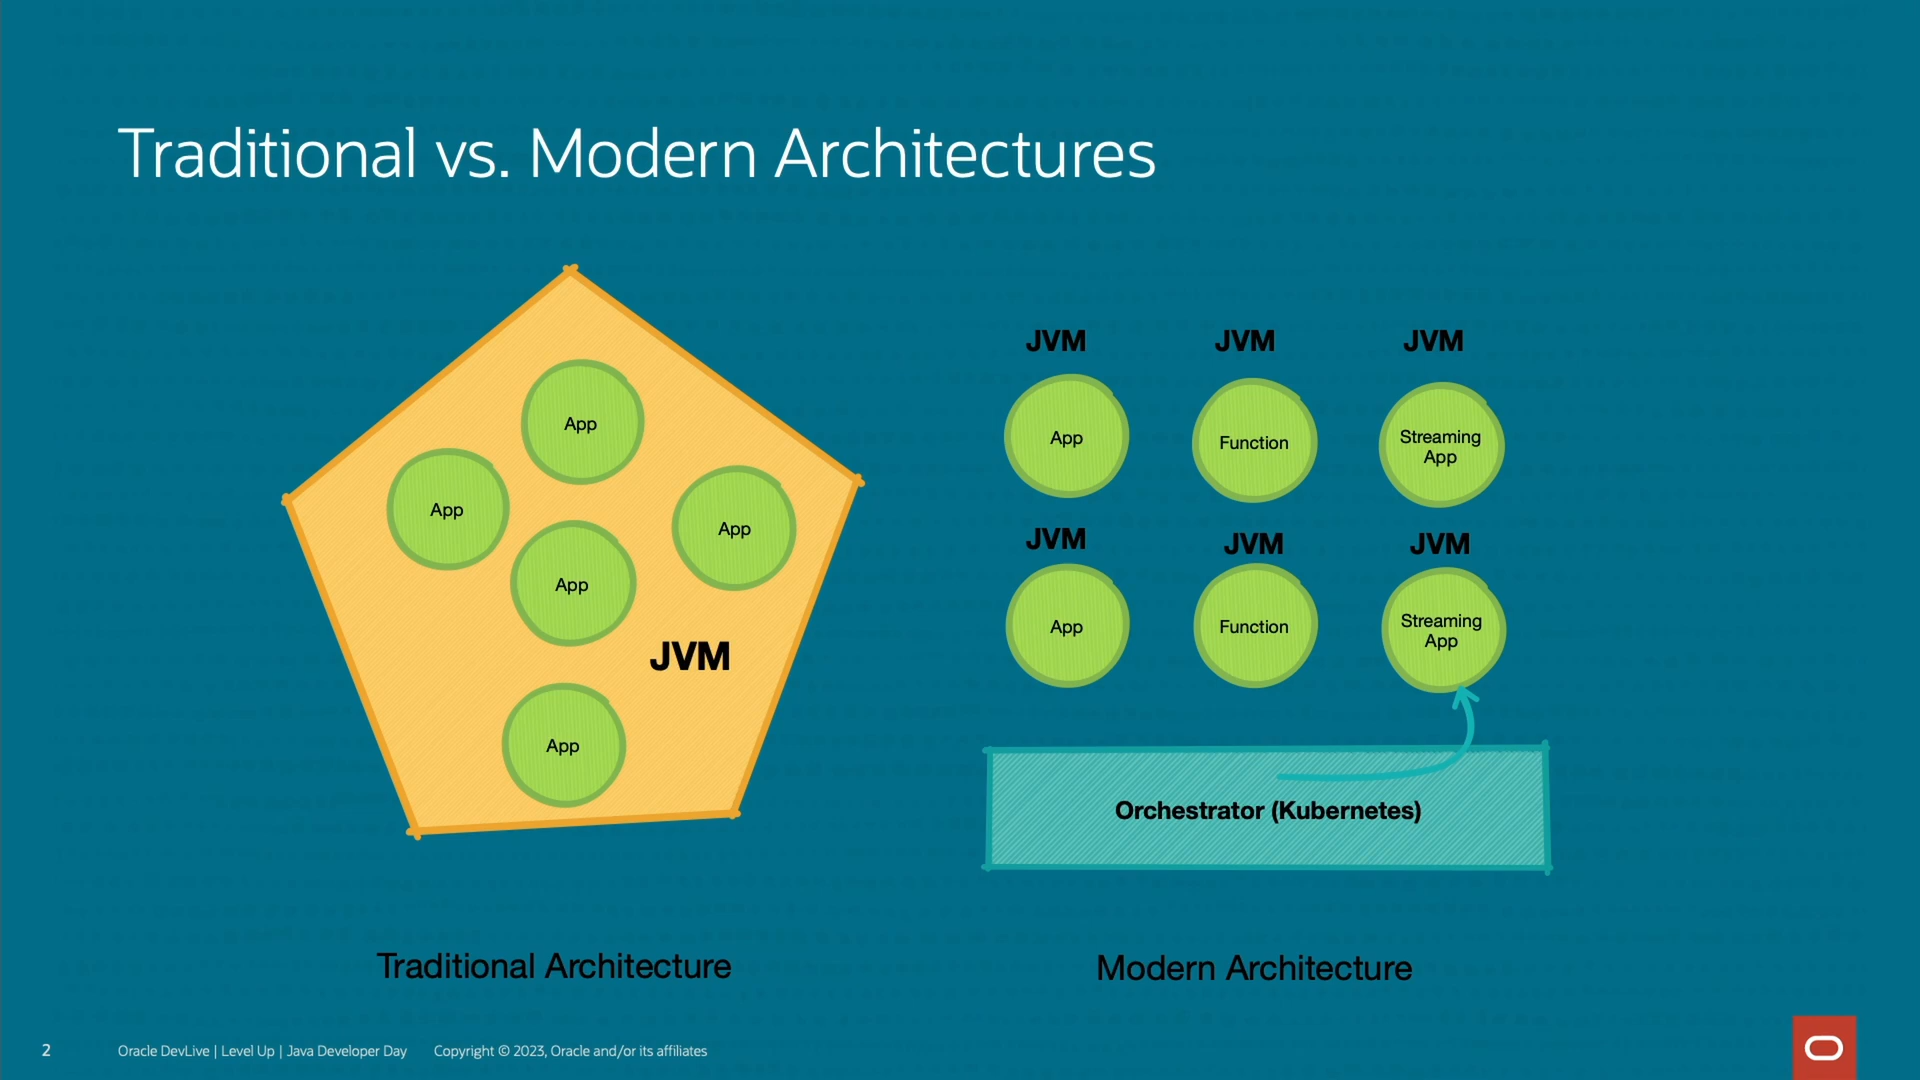 Traditional vs. Modern Architectures
App
App
App
App
JVM
App
Traditional Architecture
JVM
JVM
JVM
App
Function
Streaming
App
JVM
JVM
JVM
App
Function
Streaming
App
Orchestrator (Kubernetes)
Modern Architecture
2
Oracle DevLive | Level Up | Java Developer Day
Copyright © 2023, Oracle and/or its affiliates